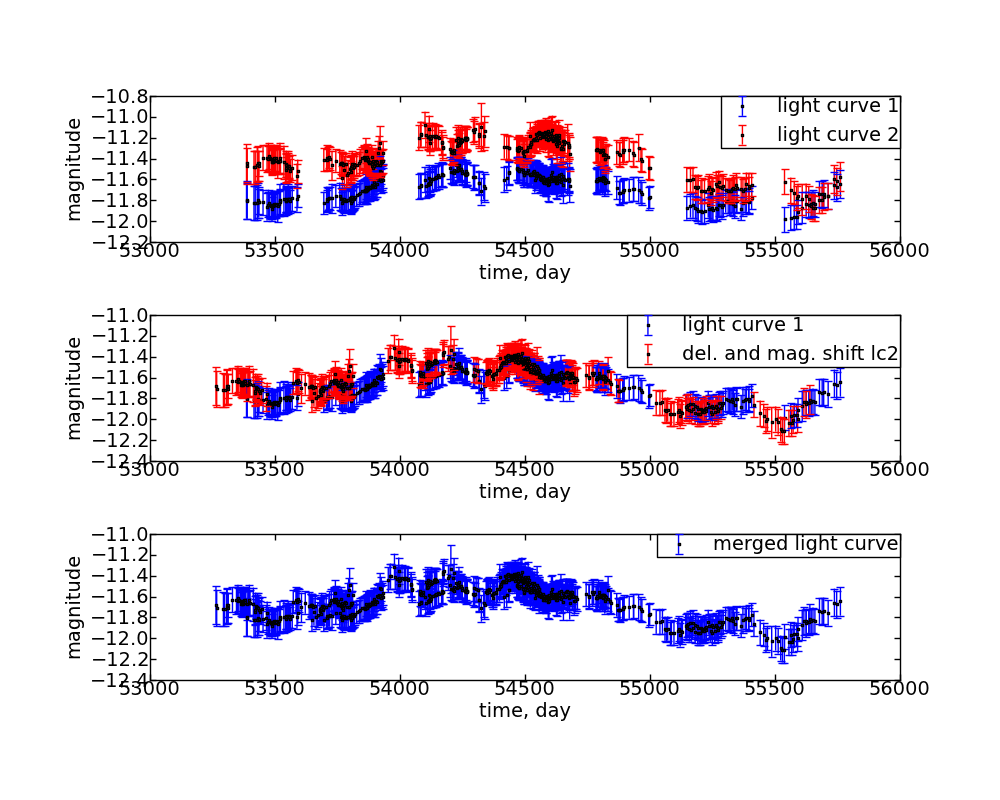 −10.8
−11.0
−11.2
−11.4
−11.6
−11.8
−12.0
−12.2
magnitude
light curve 1
light curve 2
53000 53500 54000 54500 55000 55500 56000
time, day
−11.0
−11.2
−11.4
−11.6
−11.8
−12.0
−12.2
−12.4
magnitude
light curve 1
del. and mag. shift lc2
53000 53500 54000 54500 55000 55500 56000
time, day
−11.0
−11.2
−11.4
−11.6
−11.8
−12.0
−12.2
−12.4
magnitude
merged light curve
53000 53500 54000 54500 55000 55500 56000
time, day